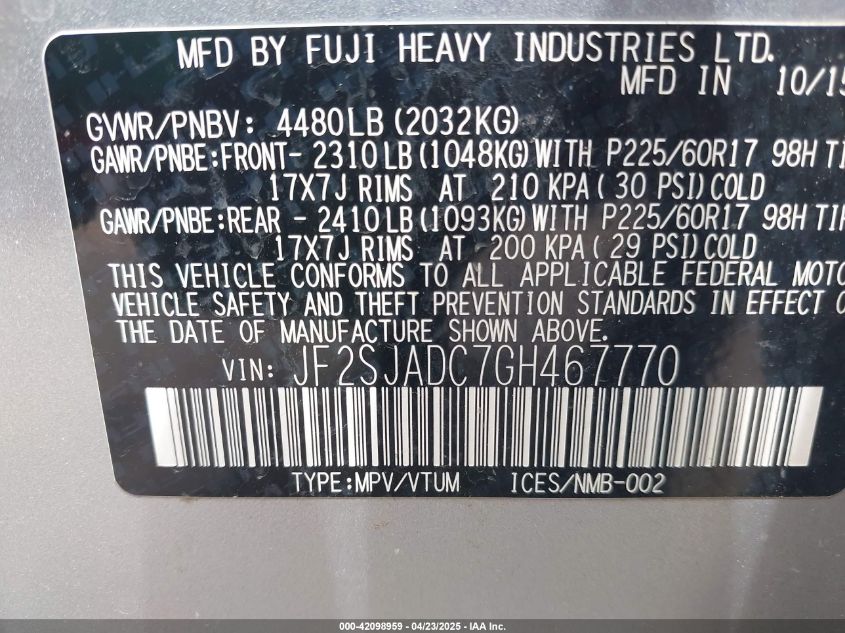 MFD BY FUJI HEAVY INDUSTRIES LTD.
MFD IN 10/15
GVWR/PNBV: 4480LB (2032KG)
GAWR/PNBE:FRONT- 2310LB (1048KG) WITH P225/60R17 98H TI
17X7J RIMS AT 210 KPA ( 30 PSI) COLD
GAWR/PNBE:REAR - 2410LB (1093KG) WITH P225/60R17 98H TIR
17X7J RIMS AT 200 KPA ( 29 PSI) COLD
THIS VEHICLE CONFORMS TO ALL APPLICABLE FEDERAL MOTO
VEHICLE SAFETY AND THEFT PREVENTION STANDARDS IN EFFECT O
THE DATE OF MANUFACTURE SHOWN ABOVE.
VIN: JF2SJADC7GH467770
TYPE:MPV/VTUM ICES/NMB-002
000-42098959 - 04/23/2025 - IAA Inc.